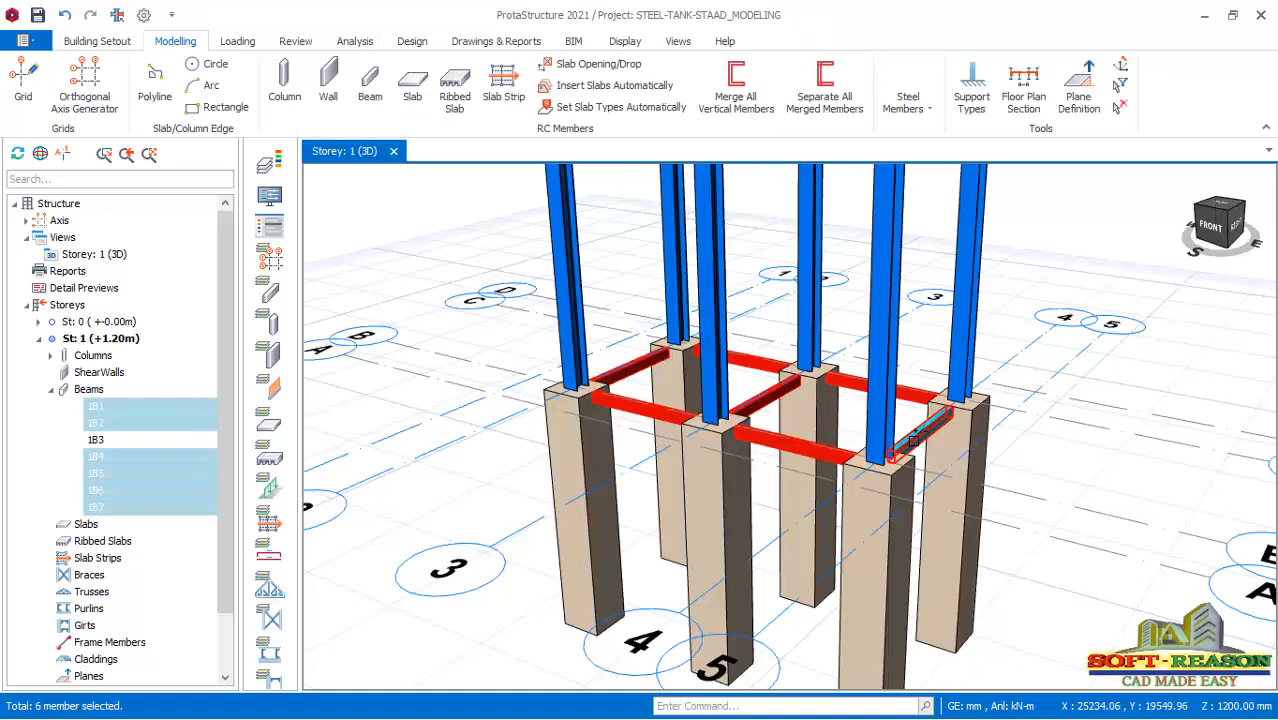 ProtaStructure 2021 / Project: STEEL-TANK-STAAD_MODELING
Building Setout
Modelling
Loading
Review
Analysis
Design
Drawings & Reports
BIM
Display
Views
Help
Grid
Orthogonal
Axis Generator
Grids
Polyline
Circle
Arc
Rectangle
Slab/Column Edge
Column
Wall
Beam
Slab
Ribbed
Slab
Slab Strip
Slab Opening/Drop
Insert Slabs Automatically
Set Slab Types Automatically
Merge All
Vertical Members
Separate All
Merged Members
RC Members
Steel
Members
Support
Types
Floor Plan
Section
Plane
Definition
Tools
Search...
Structure
Axis
Views
Storey: 1 (3D)
Reports
Detail Previews
Storeys
St: 0 ( +-0.00m)
St: 1 (+1.20m)
Columns
ShearWalls
Beams
1B1
1B2
1B3
1B4
1B5
1B6
1B7
Slabs
Ribbed Slabs
Slab Strips
Braces
Trusses
Purlins
Girts
Frame Members
Claddings
Planes
Storey: 1 (3D)
FRONT
S
E
C
D
A
B
1
3
4
5
3
4
5
A
SOFT-REASON
CAD MADE EASY
Total: 6 member selected.
Enter Command...
GE: mm, Anl: kN-m
X : 25234.06 , Y : 19549.96
Z : 1200.00 mm